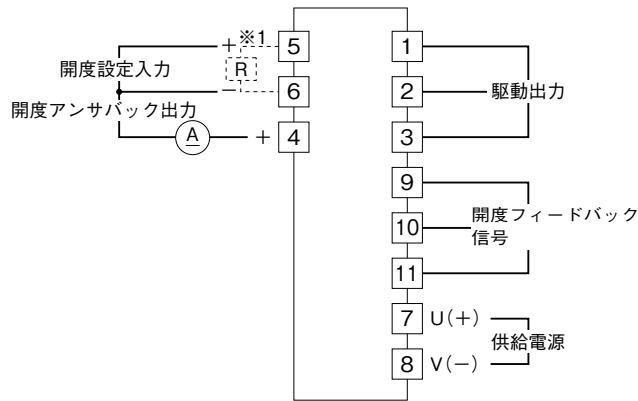 開度設定入力
+ ※1
R
−
5
6
開度アンサバック出力
A
+
4
1
2
3
駆動出力
9
10
11
開度フィードバック
信号
7 U(+)
8 V(−)
供給電源